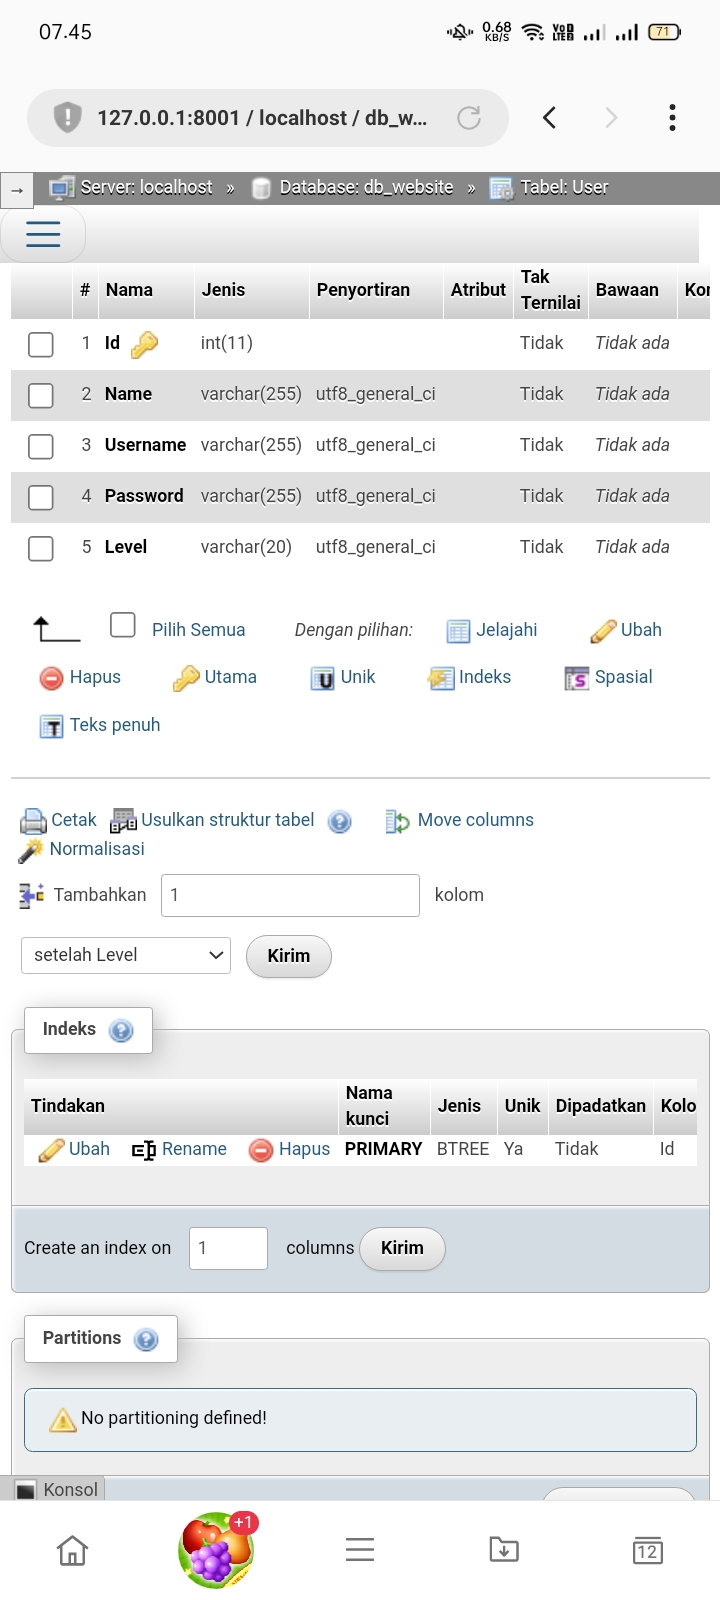 07.45
0.68 KB/S
VoD LTE2
71
127.0.0.1:8001 / localhost / db_w...
→ Server: localhost » Database: db_website » Tabel: User
# Nama Jenis Penyortiran Atribut Tak Ternilai Bawaan Kor
1 Id int(11) Tidak Tidak ada
2 Name varchar(255) utf8_general_ci Tidak Tidak ada
3 Username varchar(255) utf8_general_ci Tidak Tidak ada
4 Password varchar(255) utf8_general_ci Tidak Tidak ada
5 Level varchar(20) utf8_general_ci Tidak Tidak ada
Pilih Semua Dengan pilihan: Jelajahi Ubah
Hapus Utama U Unik Indeks S Spasial
T Teks penuh
Cetak Usulkan struktur tabel Move columns
Normalisasi
Tambahkan 1 kolom
setelah Level Kirim
Indeks
Tindakan Nama kunci Jenis Unik Dipadatkan Kolo
Ubah Rename Hapus PRIMARY BTREE Ya Tidak Id
Create an index on 1 columns Kirim
Partitions
No partitioning defined!
Konsol
+1
12